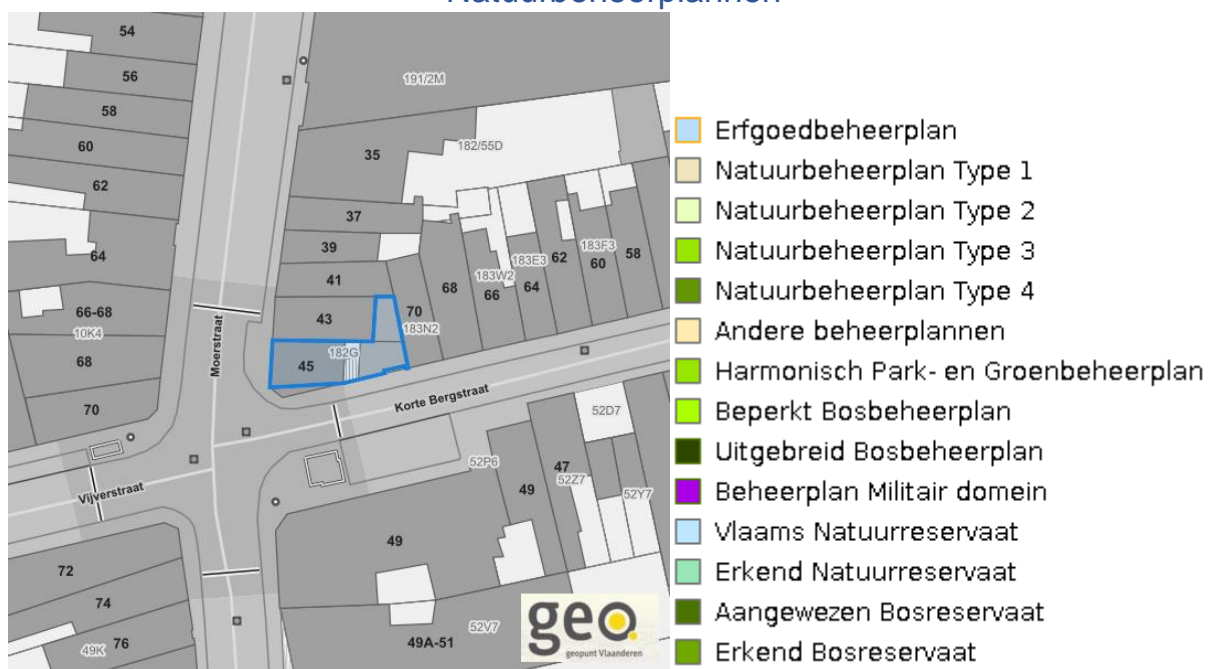 Natuurbeheerplannen
54
56
58
60
62
64
66-68
10K4
68
70
191/2M
182/55D
35
37
39
41
43
45
182G
70
183N2
68
183W2
66
183E3
64
62
183F3
60
58
Moerstraat
Korte Bergstraat
Vijverstraat
52D7
52P6
47
52Z7
49
52Y7
49
72
74
49K
76
52V7
49A-51
geo
geopunt Vlaanderen
Erfgoedbeheerplan
Natuurbeheerplan Type 1
Natuurbeheerplan Type 2
Natuurbeheerplan Type 3
Natuurbeheerplan Type 4
Andere beheerplannen
Harmonisch Park- en Groenbeheerplan
Beperkt Bosbeheerplan
Uitgebreid Bosbeheerplan
Beheerplan Militair domein
Vlaams Natuurreservaat
Erkend Natuurreservaat
Aangewezen Bosreservaat
Erkend Bosreservaat